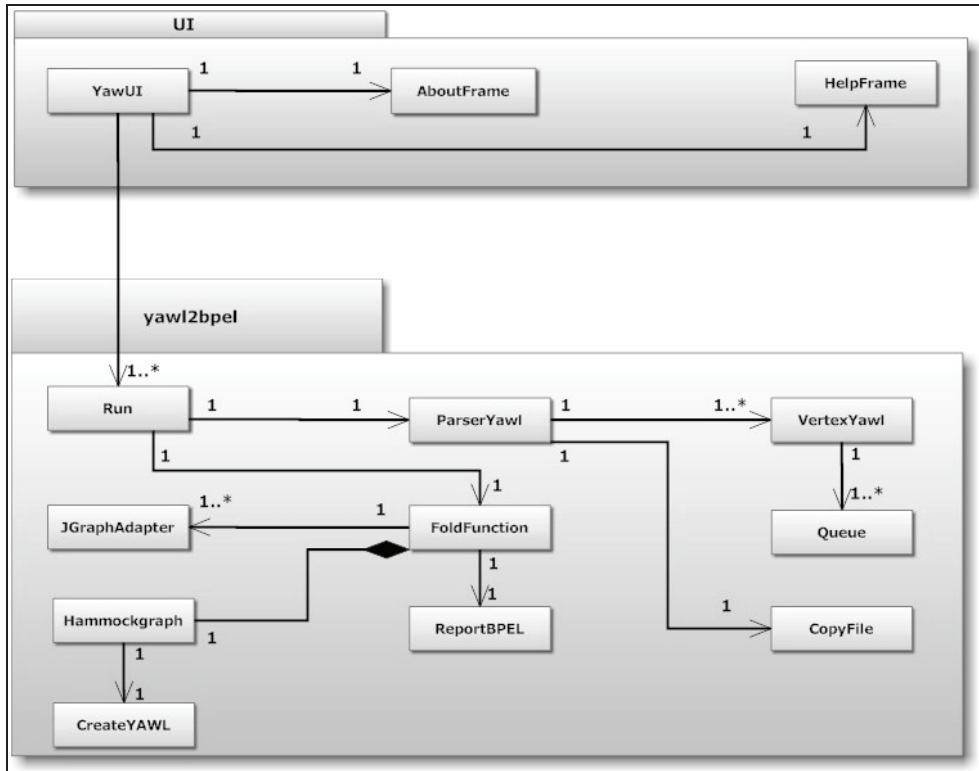 UI
1 1
YawUI AboutFrame HelpFrame
1 1
yawl2bpel
1..*
Run 1 1 ParserYawl 1 1..* VertexYawl
1 1 1
1..* 1 1 1..*
JGraphAdapter FoldFunction Queue
1
Hammockgraph 1 1 ReportBPEL 1 CopyFile
1
1
CreateYAWL